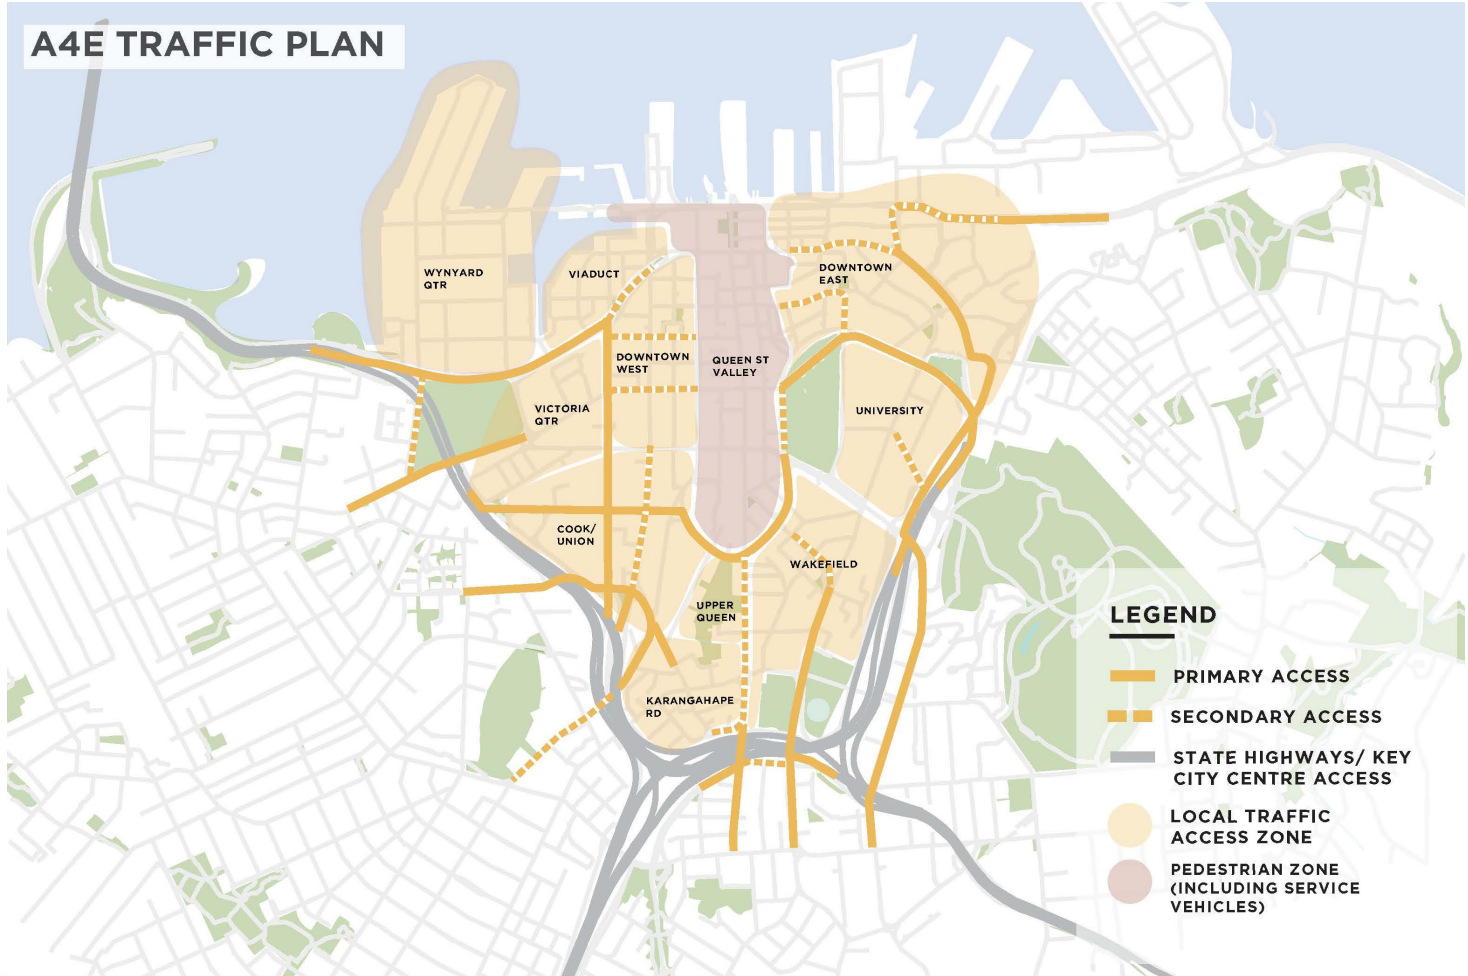 A4E TRAFFIC PLAN
WYNYARD
QTR
VIADUCT
DOWNTOWN
EAST
DOWNTOWN
WEST
QUEEN ST
VALLEY
VICTORIA
QTR
UNIVERSITY
COOK/
UNION
WAKEFIELD
UPPER
QUEEN
KARANGAHAPE
RD
LEGEND
PRIMARY ACCESS
SECONDARY ACCESS
STATE HIGHWAYS/ KEY
CITY CENTRE ACCESS
LOCAL TRAFFIC
ACCESS ZONE
PEDESTRIAN ZONE
(INCLUDING SERVICE
VEHICLES)